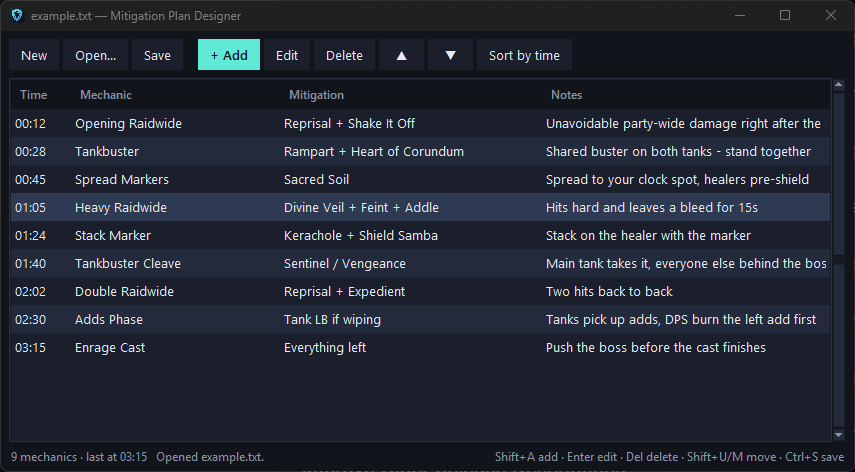 example.txt — Mitigation Plan Designer
New Open... Save + Add Edit Delete ▲ ▼ Sort by time
Time Mechanic Mitigation Notes
00:12 Opening Raidwide Reprisal + Shake It Off Unavoidable party-wide damage right after the
00:28 Tankbuster Rampart + Heart of Corundum Shared buster on both tanks - stand together
00:45 Spread Markers Sacred Soil Spread to your clock spot, healers pre-shield
01:05 Heavy Raidwide Divine Veil + Feint + Addle Hits hard and leaves a bleed for 15s
01:24 Stack Marker Kerachole + Shield Samba Stack on the healer with the marker
01:40 Tankbuster Cleave Sentinel / Vengeance Main tank takes it, everyone else behind the bos
02:02 Double Raidwide Reprisal + Expedient Two hits back to back
02:30 Adds Phase Tank LB if wiping Tanks pick up adds, DPS burn the left add first
03:15 Enrage Cast Everything left Push the boss before the cast finishes
9 mechanics · last at 03:15 Opened example.txt. Shift+A add · Enter edit · Del delete · Shift+U/M move · Ctrl+S save